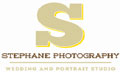 S
STEPHANE PHOTOGRAPHY
WEDDING AND PORTRAIT STUDIO